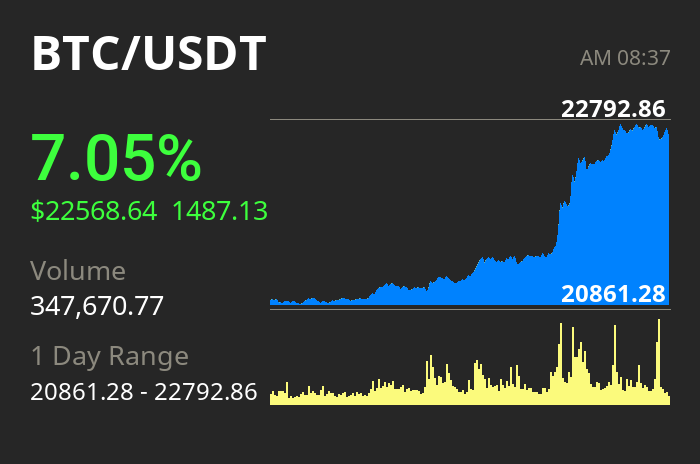 BTC/USDT
AM 08:37
22792.86
7.05%
$22568.64 1487.13
Volume
347,670.77
20861.28
1 Day Range
20861.28 - 22792.86